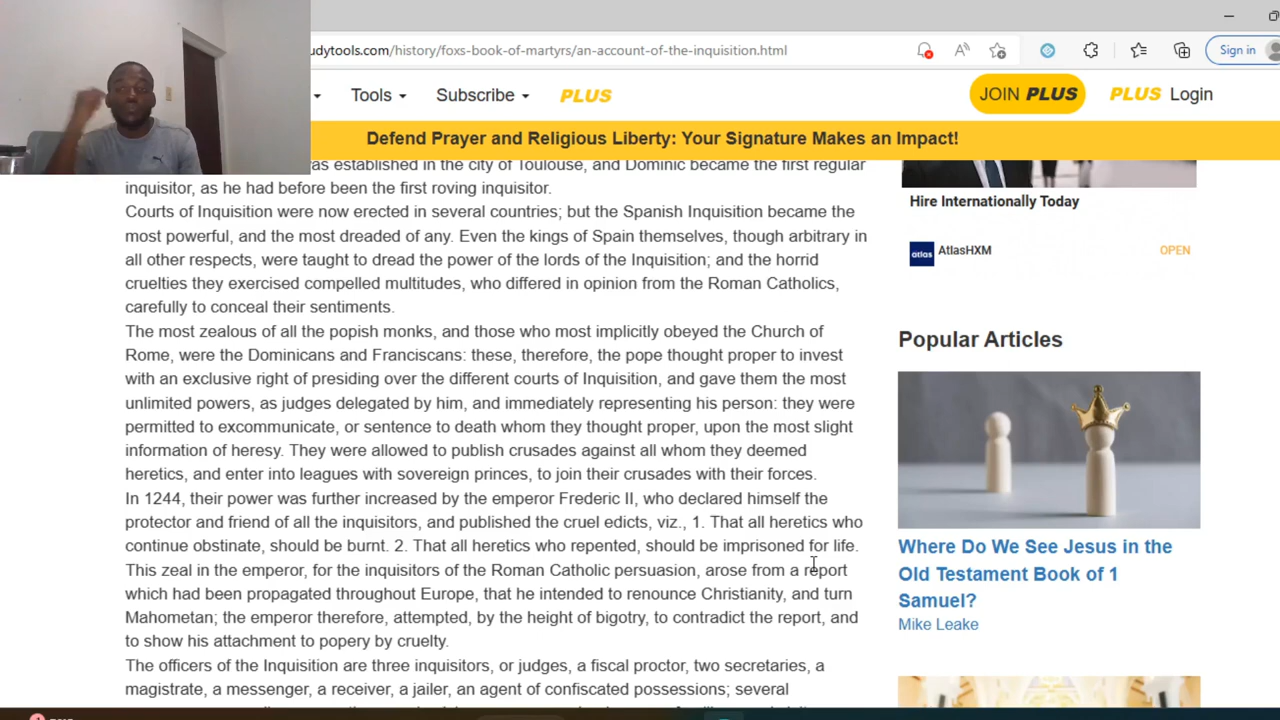 udytools.com/history/foxs-book-of-martyrs/an-account-of-the-inquisition.html
Sign in
Tools
Subscribe
PLUS
JOIN PLUS
PLUS Login
Defend Prayer and Religious Liberty: Your Signature Makes an Impact!
was established in the city of Toulouse, and Dominic became the first regular
inquisitor, as he had before been the first roving inquisitor.
Courts of Inquisition were now erected in several countries; but the Spanish Inquisition became the
most powerful, and the most dreaded of any. Even the kings of Spain themselves, though arbitrary in
all other respects, were taught to dread the power of the lords of the Inquisition; and the horrid
cruelties they exercised compelled multitudes, who differed in opinion from the Roman Catholics,
carefully to conceal their sentiments.
The most zealous of all the popish monks, and those who most implicitly obeyed the Church of
Rome, were the Dominicans and Franciscans: these, therefore, the pope thought proper to invest
with an exclusive right of presiding over the different courts of Inquisition, and gave them the most
unlimited powers, as judges delegated by him, and immediately representing his person: they were
permitted to excommunicate, or sentence to death whom they thought proper, upon the most slight
information of heresy. They were allowed to publish crusades against all whom they deemed
heretics, and enter into leagues with sovereign princes, to join their crusades with their forces.
In 1244, their power was further increased by the emperor Frederic II, who declared himself the
protector and friend of all the inquisitors, and published the cruel edicts, viz., 1. That all heretics who
continue obstinate, should be burnt. 2. That all heretics who repented, should be imprisoned for life.
This zeal in the emperor, for the inquisitors of the Roman Catholic persuasion, arose from a report
which had been propagated throughout Europe, that he intended to renounce Christianity, and turn
Mahometan; the emperor therefore, attempted, by the height of bigotry, to contradict the report, and
to show his attachment to popery by cruelty.
The officers of the Inquisition are three inquisitors, or judges, a fiscal proctor, two secretaries, a
magistrate, a messenger, a receiver, a jailer, an agent of confiscated possessions; several
Hire Internationally Today
atlas
AtlasHXM
OPEN
Popular Articles
Where Do We See Jesus in the
Old Testament Book of 1
Samuel?
Mike Leake